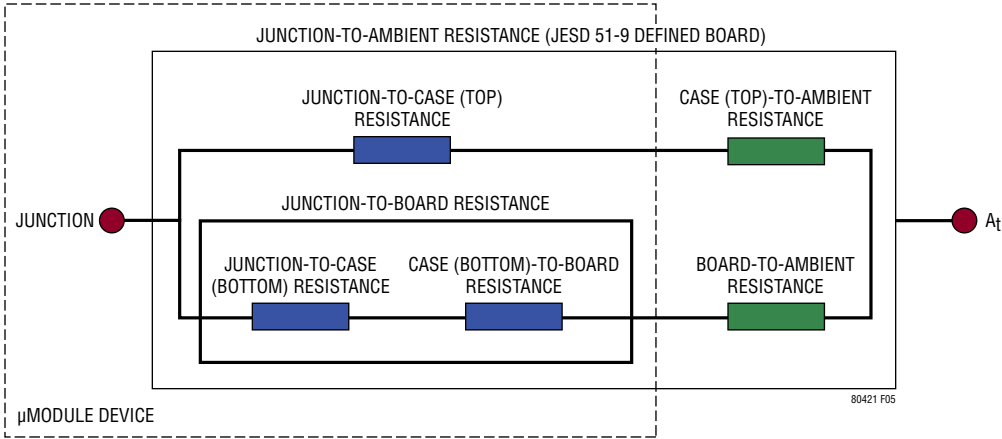 JUNCTION-TO-AMBIENT RESISTANCE (JESD 51-9 DEFINED BOARD)
JUNCTION-TO-CASE (TOP)
RESISTANCE
CASE (TOP)-TO-AMBIENT
RESISTANCE
JUNCTION
JUNCTION-TO-BOARD RESISTANCE
At
JUNCTION-TO-CASE
(BOTTOM) RESISTANCE
CASE (BOTTOM)-TO-BOARD
RESISTANCE
BOARD-TO-AMBIENT
RESISTANCE
80421 F05
µMODULE DEVICE